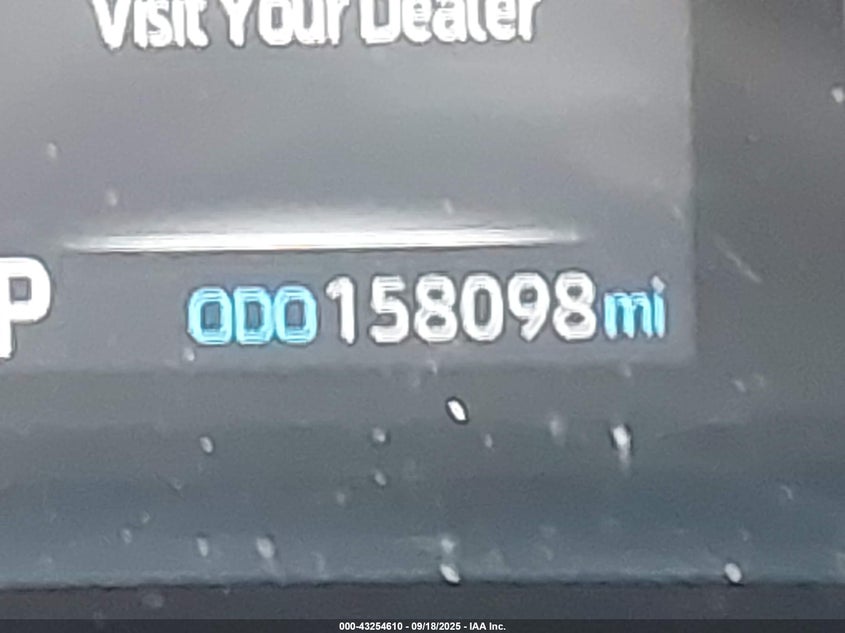 Visit Your Dealer
P
ODO 158098 mi
000-43254610 - 09/18/2025 - IAA Inc.